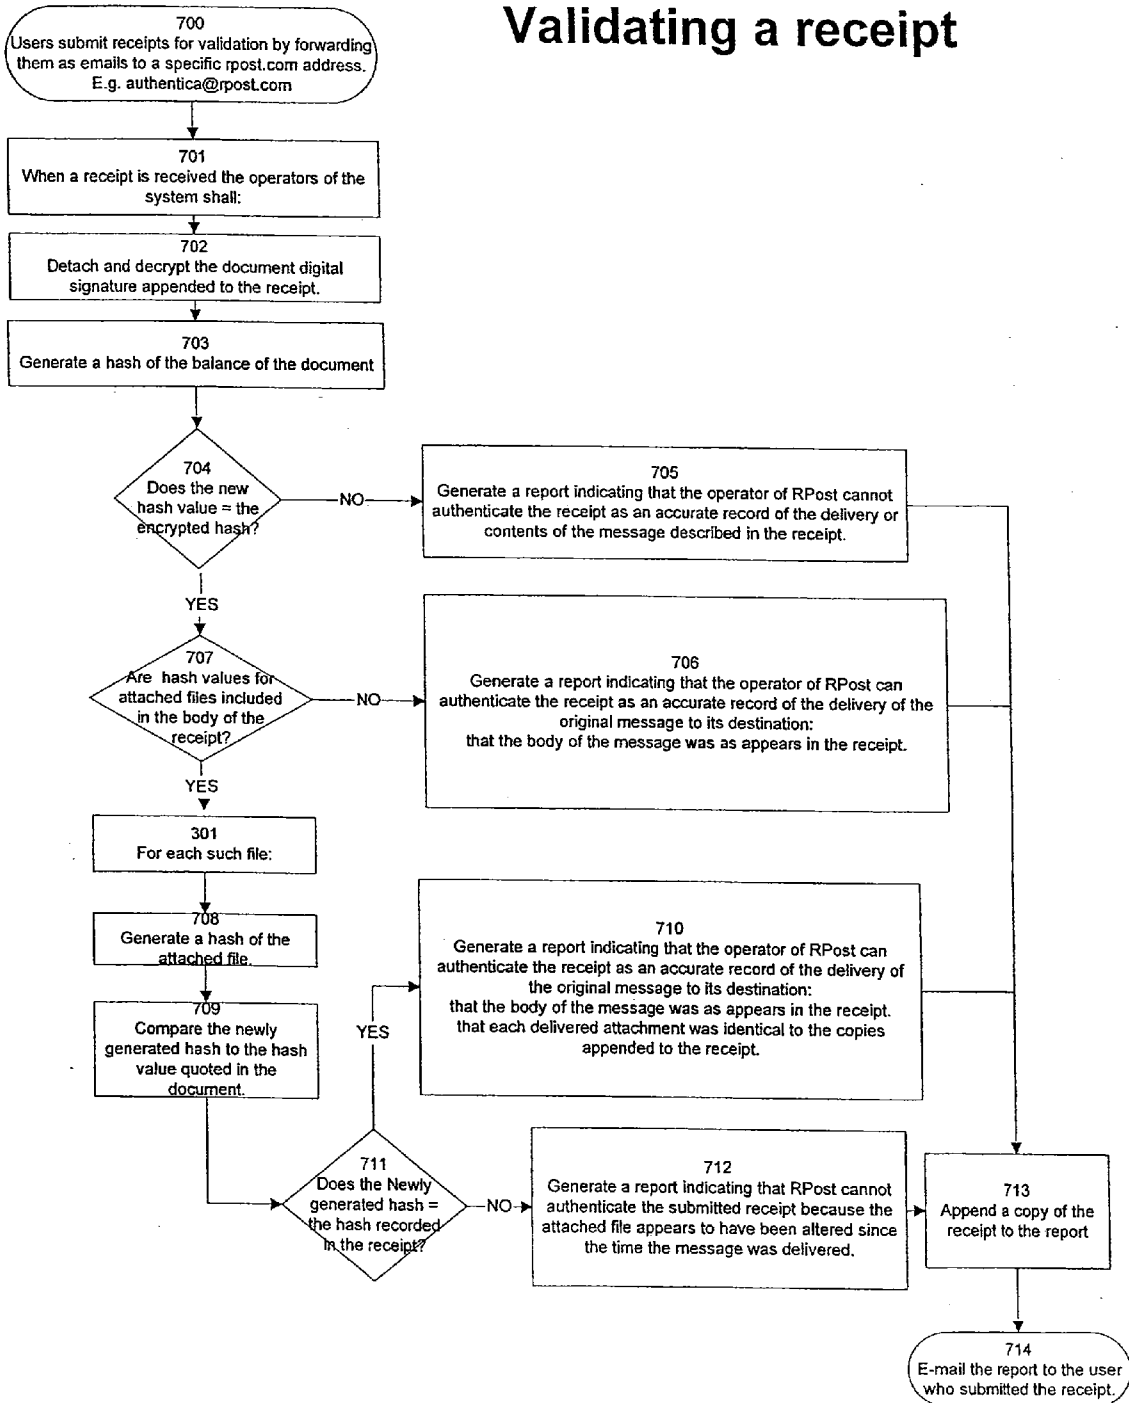 Validating a receipt
700
Users submit receipts for validation by forwarding
them as emails to a specific rpost.com address.
E.g. authentica@rpost.com
701
When a receipt is received the operators of the
system shall:
702
Detach and decrypt the document digital
signature appended to the receipt.
703
Generate a hash of the balance of the document
704
Does the new
hash value = the
encrypted hash?
NO
705
Generate a report indicating that the operator of RPost cannot
authenticate the receipt as an accurate record of the delivery or
contents of the message described in the receipt.
YES
707
Are hash values for
attached files included
in the body of the
receipt?
NO
706
Generate a report indicating that the operator of RPost can
authenticate the receipt as an accurate record of the delivery of the
original message to its destination:
that the body of the message was as appears in the receipt.
YES
301
For each such file:
708
Generate a hash of the
attached file.
709
Compare the newly
generated hash to the hash
value quoted in the
document.
YES
710
Generate a report indicating that the operator of RPost can
authenticate the receipt as an accurate record of the delivery of
the original message to its destination:
that the body of the message was as appears in the receipt.
that each delivered attachment was identical to the copies
appended to the receipt.
711
Does the Newly
generated hash =
the hash recorded
in the receipt?
NO
712
Generate a report indicating that RPost cannot
authenticate the submitted receipt because the
attached file appears to have been altered since
the time the message was delivered.
713
Append a copy of the
receipt to the report
714
E-mail the report to the user
who submitted the receipt.